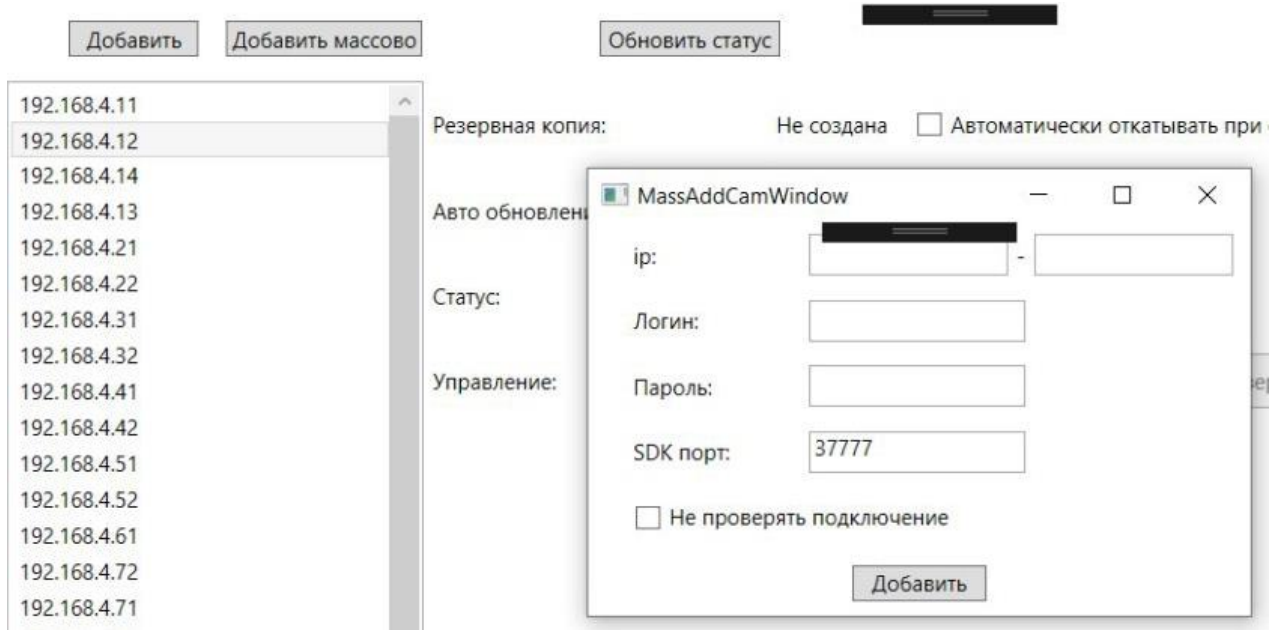 Добавить Добавить массово Обновить статус
192.168.4.11
192.168.4.12
192.168.4.14
192.168.4.13
192.168.4.21
192.168.4.22
192.168.4.31
192.168.4.32
192.168.4.41
192.168.4.42
192.168.4.51
192.168.4.52
192.168.4.61
192.168.4.72
192.168.4.71
Резервная копия: Не создана Автоматически откатывать при
Авто
Статус:
Управление:
MassAddCamWindow
ip: -
Логин:
Пароль:
SDK порт: 37777
Не проверять подключение
Добавить